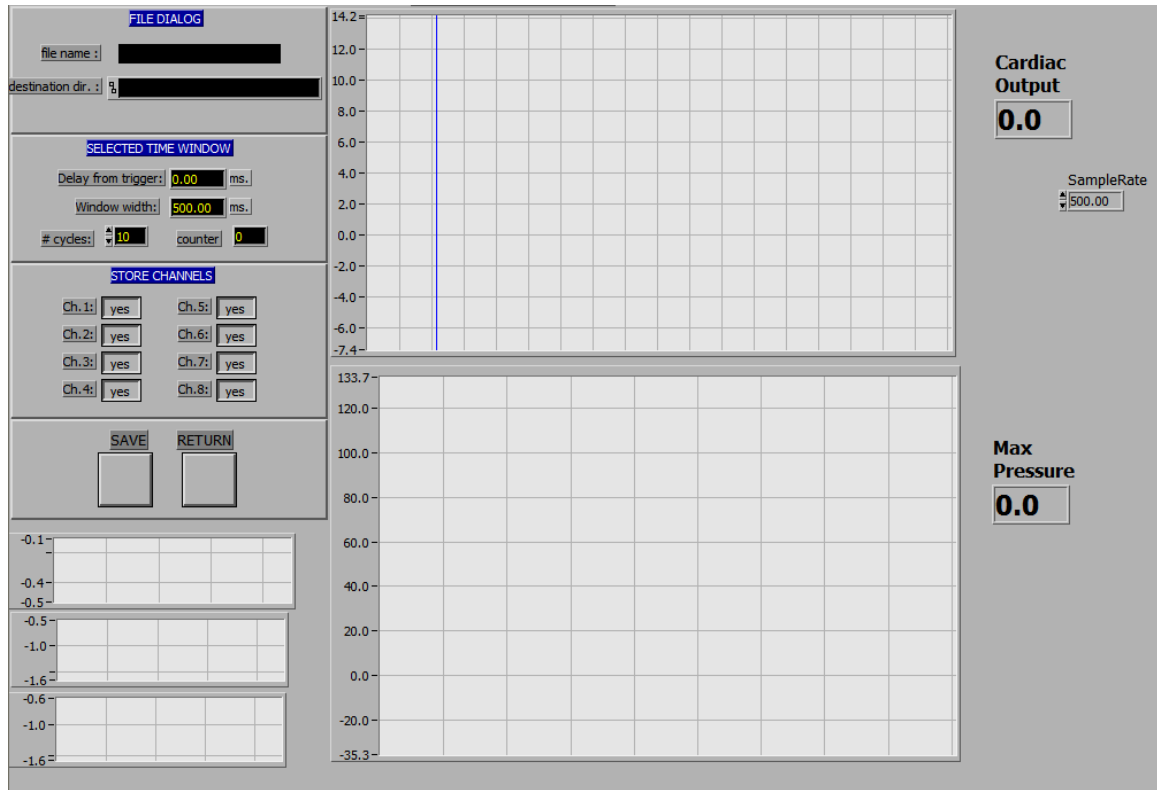 FILE DIALOG
file name :
destination dir. :
SELECTED TIME WINDOW
Delay from trigger: 0.00 ms.
Window width: 500.00 ms.
# cycles: 10 counter 0
STORE CHANNELS
Ch.1: yes Ch.5: yes
Ch.2: yes Ch.6: yes
Ch.3: yes Ch.7: yes
Ch.4: yes Ch.8: yes
SAVE RETURN
-0.1
-0.4
-0.5
-0.5
-1.0
-1.6
-0.6
-1.0
-1.6
14.2
12.0
10.0
8.0
6.0
4.0
2.0
0.0
-2.0
-4.0
-6.0
-7.4
133.7
120.0
100.0
80.0
60.0
40.0
20.0
0.0
-20.0
-35.3
Cardiac
Output
0.0
SampleRate
500.00
Max
Pressure
0.0